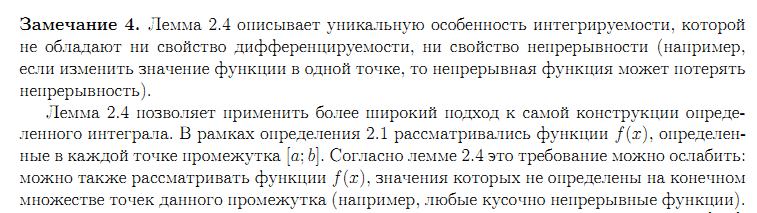 Замечание 4. Лемма 2.4 описывает уникальную особенность интегрируемости, которой
не обладают ни свойство дифференцируемости, ни свойство непрерывности (например,
если изменить значение функции в одной точке, то непрерывная функция может потерять
непрерывность).
Лемма 2.4 позволяет применить более широкий подход к самой конструкции опреде-
ленного интеграла. В рамках определения 2.1 рассматривались функции f(x), определен-
ные в каждой точке промежутка [a; b]. Согласно лемме 2.4 это требование можно ослабить:
можно также рассматривать функции f(x), значения которых не определены на конечном
множестве точек данного промежутка (например, любые кусочно непрерывные функции).